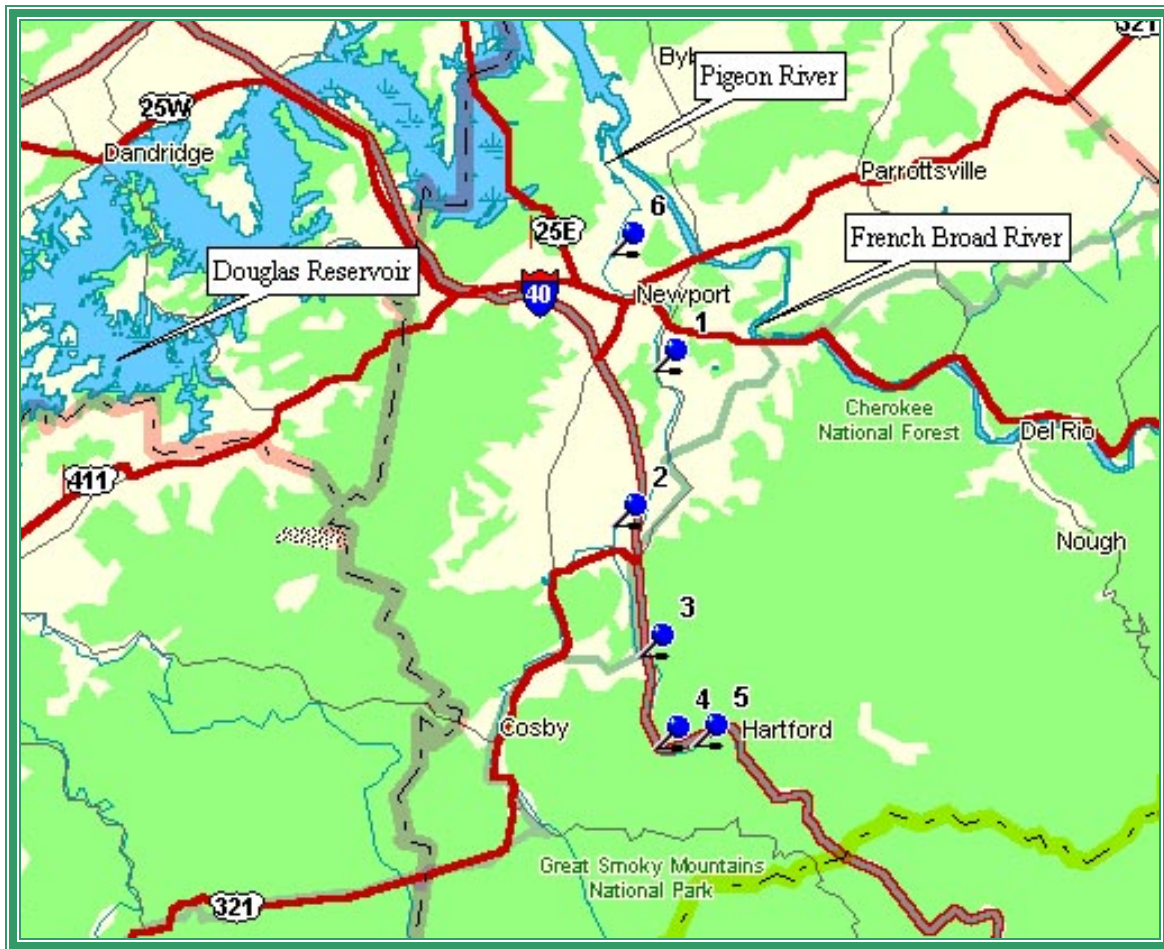 321
Pigeon River
25W
Dandridge
Parrottsville
6
25E
French Broad River
Douglas Reservoir
40
Newport
1
Cherokee
National Forest
Del Rio
411
2
Nough
3
4
5
Cosby
Hartford
Great Smoky Mountains
National Park
321